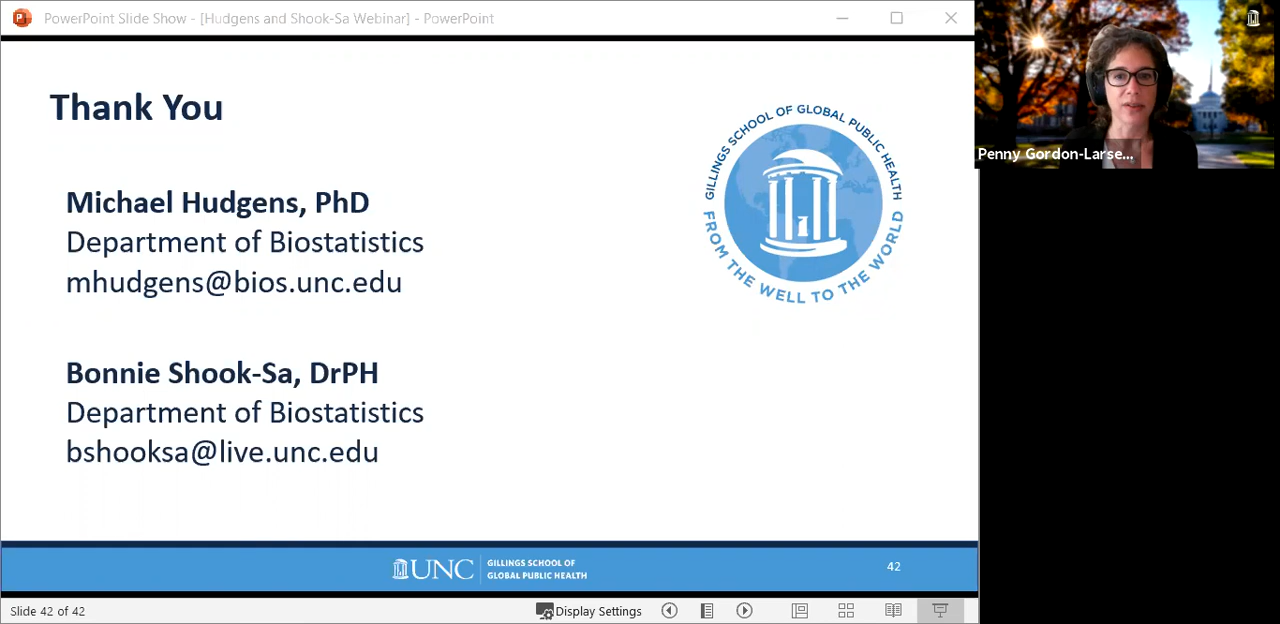 PowerPoint Slide Show - [Hudgens and Shook-Sa Webinar] - PowerPoint
Thank You
Michael Hudgens, PhD
Department of Biostatistics
mhudgens@bios.unc.edu
Bonnie Shook-Sa, DrPH
Department of Biostatistics
bshooksa@live.unc.edu
GILLINGS SCHOOL OF GLOBAL PUBLIC HEALTH
FROM THE WELL TO THE WORLD
Penny Gordon-Larse...
UNC
GILLINGS SCHOOL OF
GLOBAL PUBLIC HEALTH
42
Slide 42 of 42
Display Settings